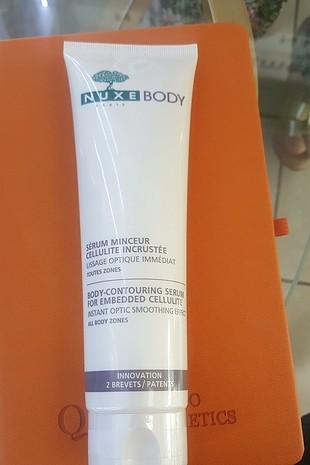 NUXE BODY
PARIS
SÉRUM MINCEUR
CELLULITE INCRUSTÉE
LISSAGE OPTIQUE IMMÉDIAT
TOUTES ZONES
BODY-CONTOURING SERUM
FOR EMBEDDED CELLULITE
INSTANT OPTIC SMOOTHING EFFECT
ALL BODY ZONES
INNOVATION
2 BREVETS/PATENTS